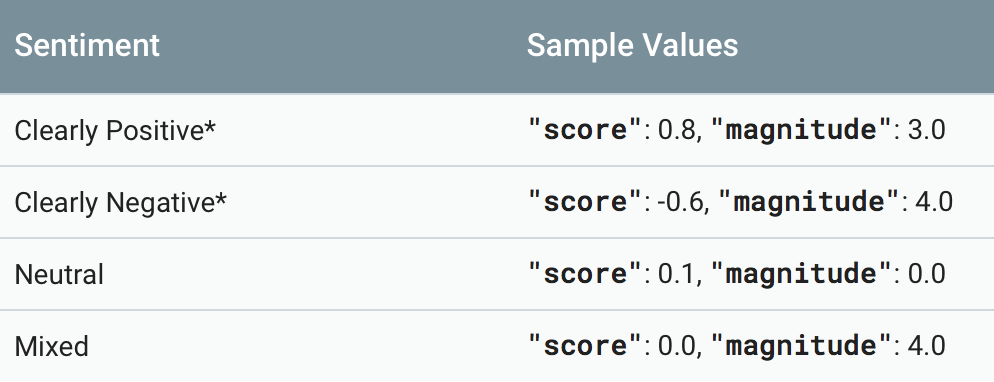 Sentiment Sample Values
Clearly Positive* "score": 0.8, "magnitude": 3.0
Clearly Negative* "score": -0.6, "magnitude": 4.0
Neutral "score": 0.1, "magnitude": 0.0
Mixed "score": 0.0, "magnitude": 4.0